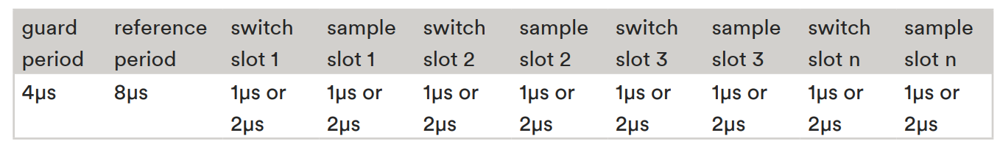 guard reference switch sample switch sample switch sample switch sample
period period slot 1 slot 1 slot 2 slot 2 slot 3 slot 3 slot n slot n
4µs 8µs 1µs or 1µs or 1µs or 1µs or 1µs or 1µs or 1µs or 1µs or
2µs 2µs 2µs 2µs 2µs 2µs 2µs 2µs